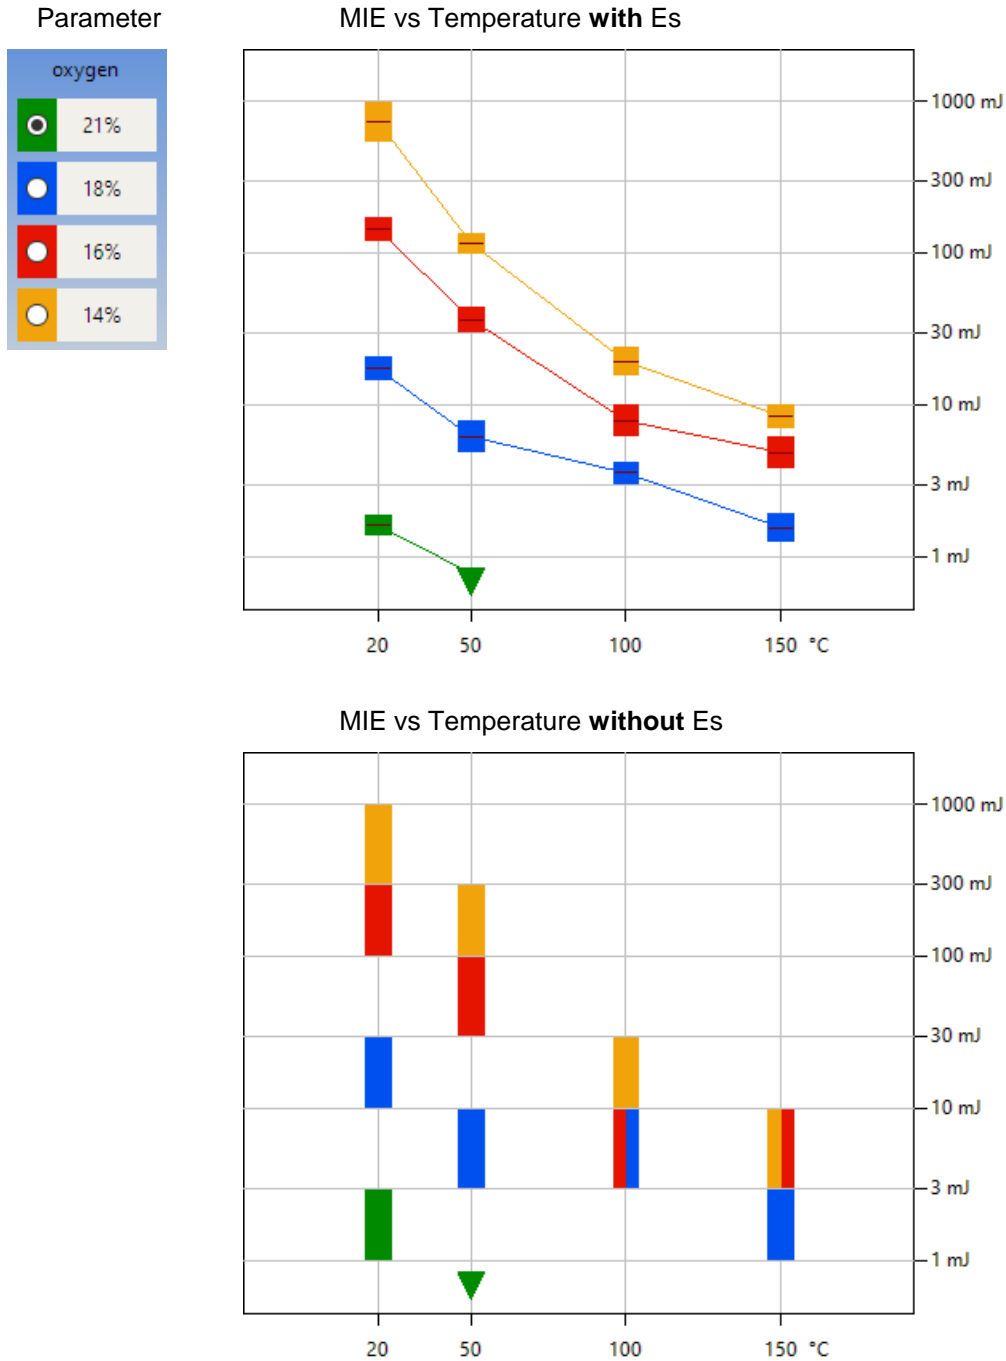 Parameter
MIE vs Temperature with Es
oxygen
21%
18%
16%
14%
1000 mJ
300 mJ
100 mJ
30 mJ
10 mJ
3 mJ
1 mJ
20 50 100 150 °C
MIE vs Temperature without Es
1000 mJ
300 mJ
100 mJ
30 mJ
10 mJ
3 mJ
1 mJ
20 50 100 150 °C